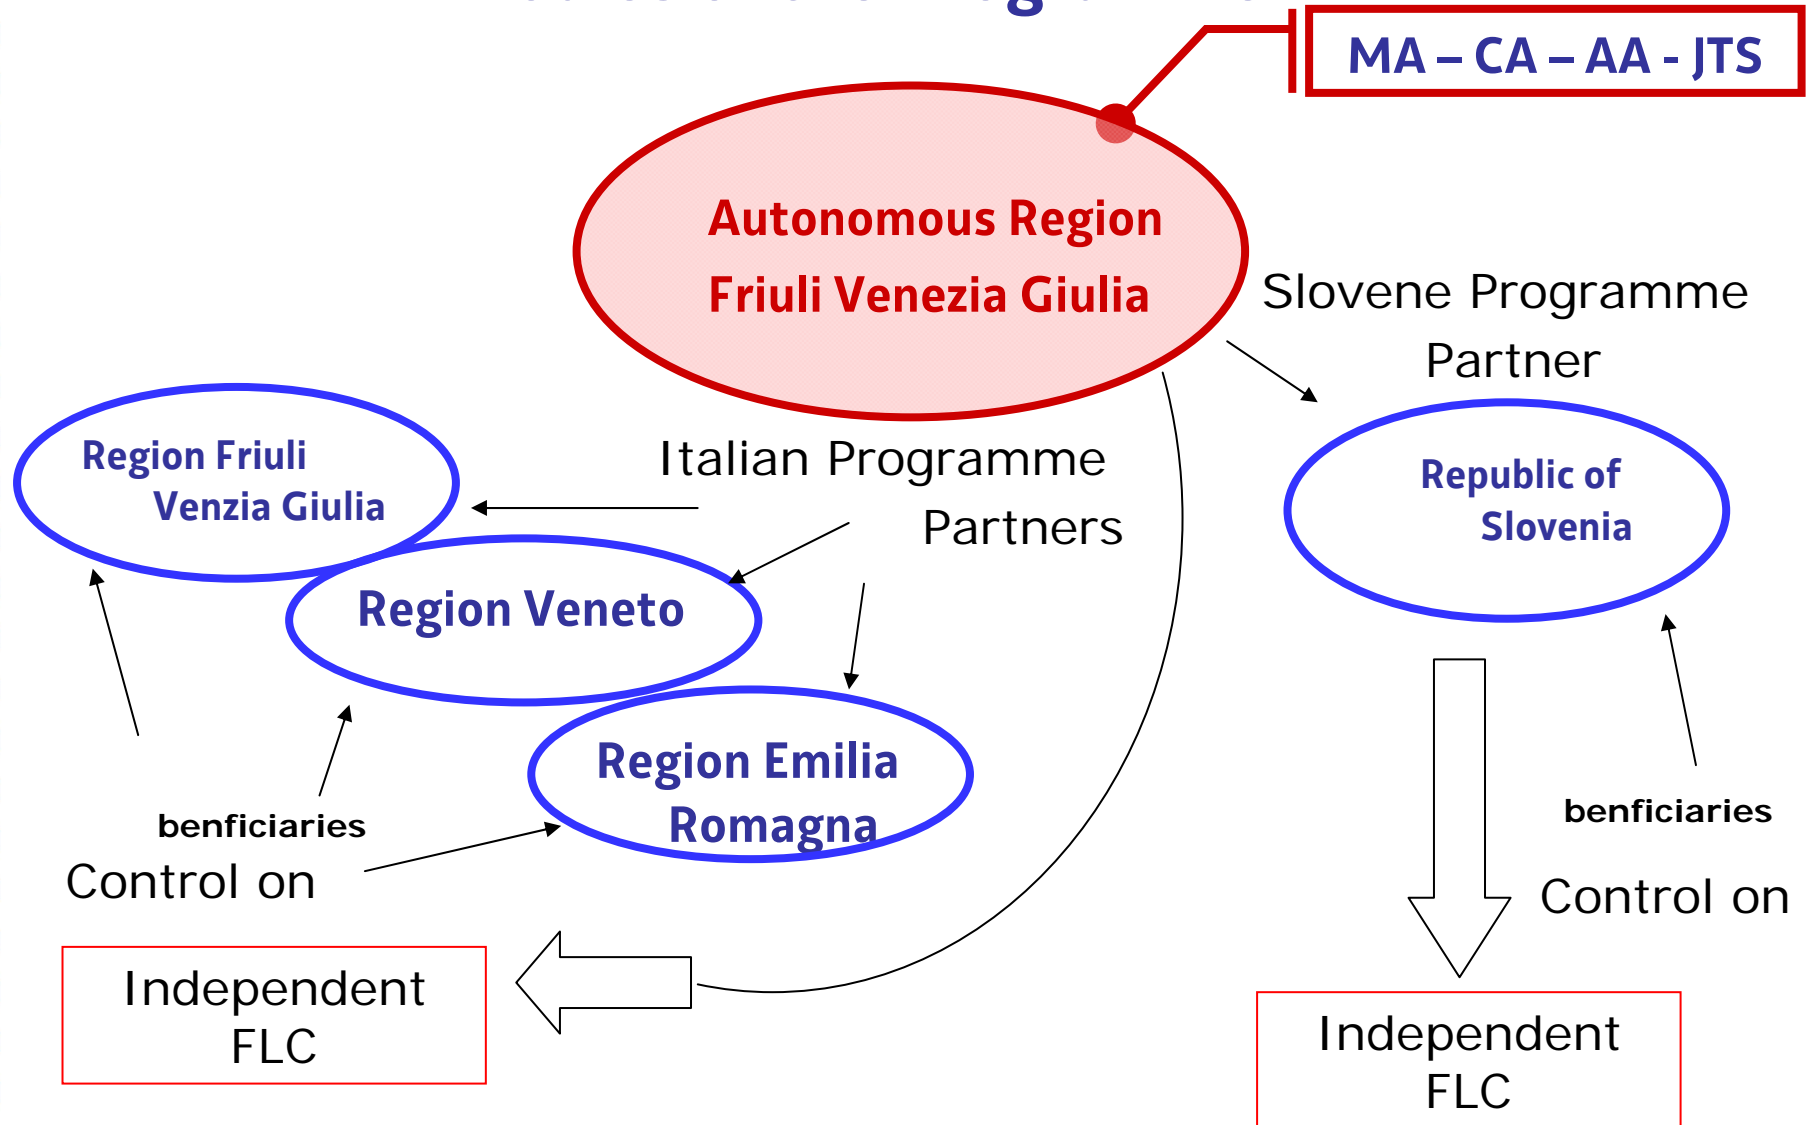 MA – CA – AA - JTS
Autonomous Region
Friuli Venezia Giulia
Slovene Programme
Partner
Region Friuli
Venzia Giulia
Italian Programme
Partners
Republic of
Slovenia
Region Veneto
Region Emilia
Romagna
benficiaries
Control on
benficiaries
Control on
Independent
FLC
Independent
FLC